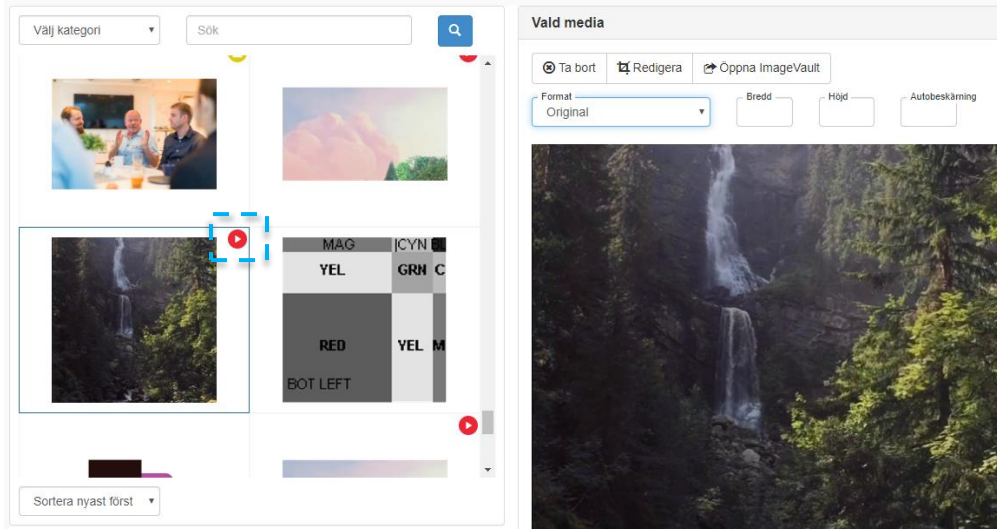 Välj kategori
Sök
MAG CYN BL
YEL GRN C
RED YEL M
BOT LEFT
Sortera nyast först
Vald media
Ta bort Redigera Öppna ImageVault
Format Bredd Höjd Autobeskärning
Original